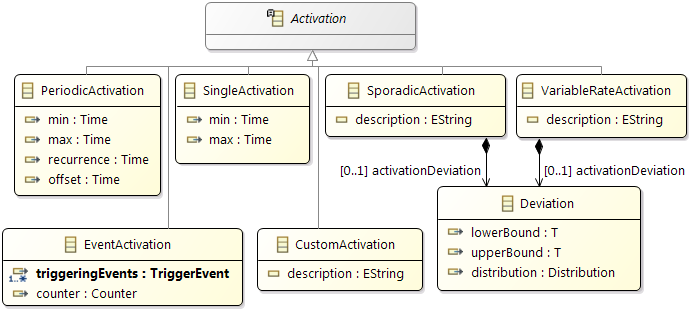 Activation
PeriodicActivation
min : Time
max : Time
recurrence : Time
offset : Time
SingleActivation
min : Time
max : Time
SporadicActivation
description : EString
VariableRateActivation
description : EString
[0..1] activationDeviation
[0..1] activationDeviation
Deviation
lowerBound : T
upperBound : T
distribution : Distribution
EventActivation
triggeringEvents : TriggerEvent
1..*
counter : Counter
CustomActivation
description : EString